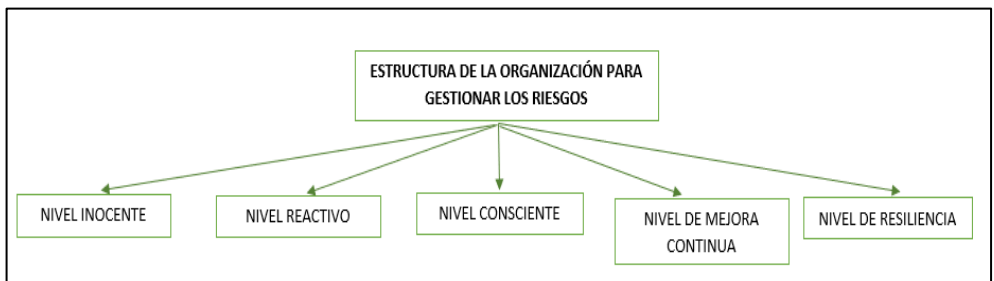 ESTRUCTURA DE LA ORGANIZACIÓN PARA
GESTIONAR LOS RIESGOS
NIVEL INOCENTE
NIVEL REACTIVO
NIVEL CONSCIENTE
NIVEL DE MEJORA
CONTINUA
NIVEL DE RESILIENCIA